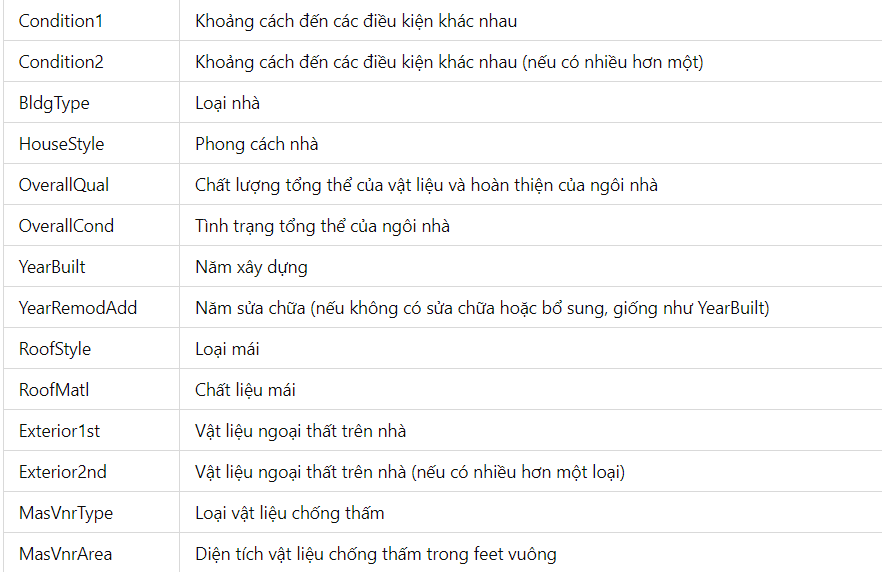 Condition1 Khoảng cách đến các điều kiện khác nhau
Condition2 Khoảng cách đến các điều kiện khác nhau (nếu có nhiều hơn một)
BldgType Loại nhà
HouseStyle Phong cách nhà
OverallQual Chất lượng tổng thể của vật liệu và hoàn thiện của ngôi nhà
OverallCond Tình trạng tổng thể của ngôi nhà
YearBuilt Năm xây dựng
YearRemodAdd Năm sửa chữa (nếu không có sửa chữa hoặc bổ sung, giống như YearBuilt)
RoofStyle Loại mái
RoofMatl Chất liệu mái
Exterior1st Vật liệu ngoại thất trên nhà
Exterior2nd Vật liệu ngoại thất trên nhà (nếu có nhiều hơn một loại)
MasVnrType Loại vật liệu chống thấm
MasVnrArea Diện tích vật liệu chống thấm trong feet vuông